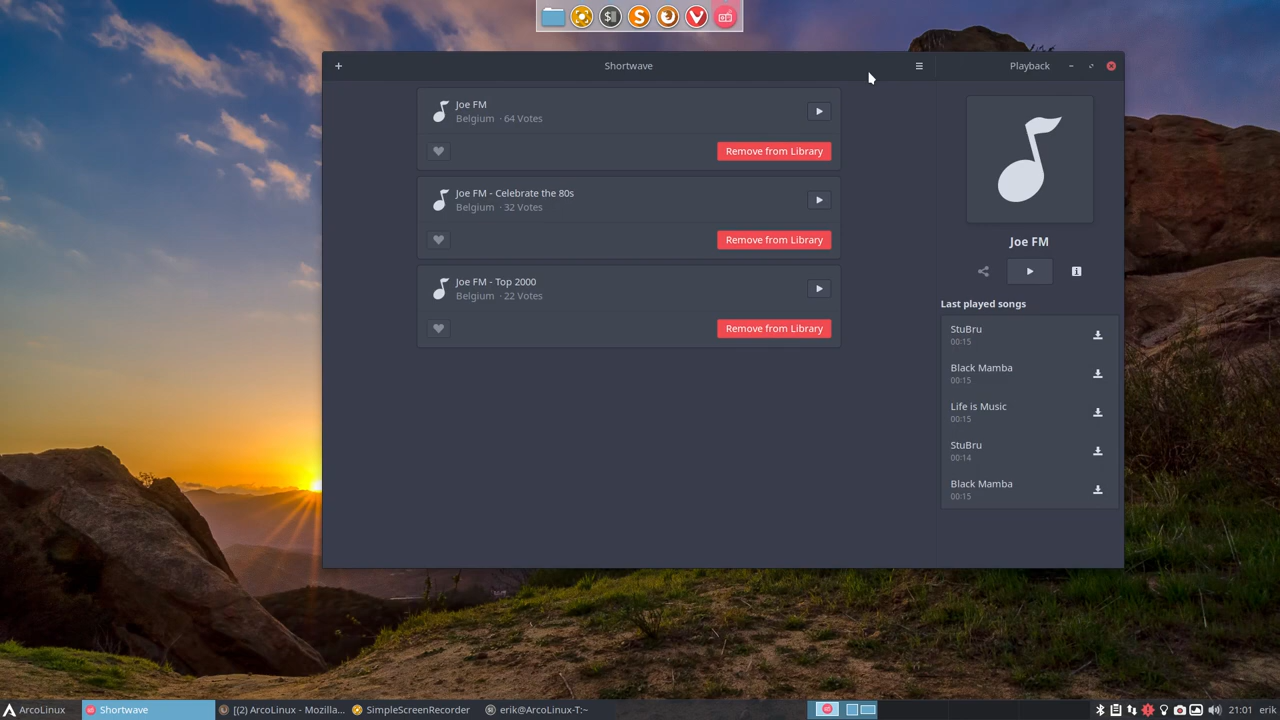 Shortwave
Playback
Joe FM
Belgium · 64 Votes
Remove from Library
Joe FM - Celebrate the 80s
Belgium · 32 Votes
Remove from Library
Joe FM - Top 2000
Belgium · 22 Votes
Remove from Library
Joe FM
Last played songs
StuBru
00:15
Black Mamba
00:15
Life is Music
00:15
StuBru
00:14
Black Mamba
00:15
ArcoLinux
Shortwave
[(2) ArcoLinux - Mozilla...
SimpleScreenRecorder
erik@ArcoLinux-T:~
21:01
erik